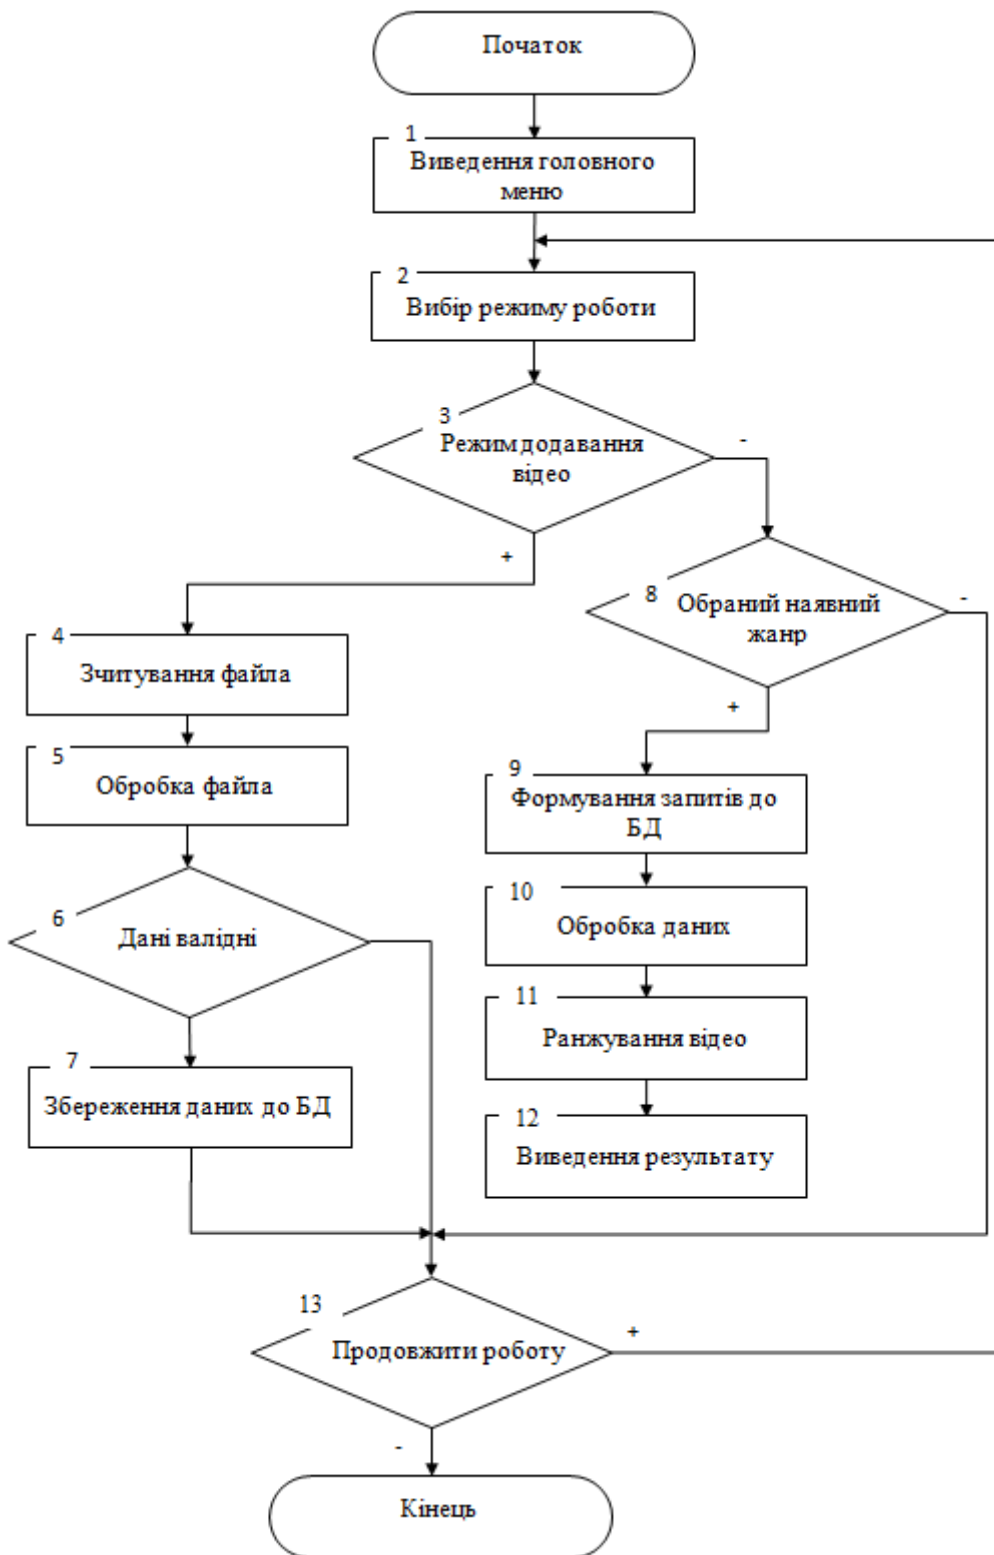 Початок
1
Виведення головного
меню
2
Вибір режиму роботи
3
Режим додавання
відео
-
+
8
Обраний наявний
жанр
-
+
4
Зчитування файла
5
Обробка файла
6
Дані валідні
7
Збереження даних до БД
9
Формування запитів до
БД
10
Обробка даних
11
Ранжування відео
12
Виведення результату
13
Продовжити роботу
+
-
Кінець